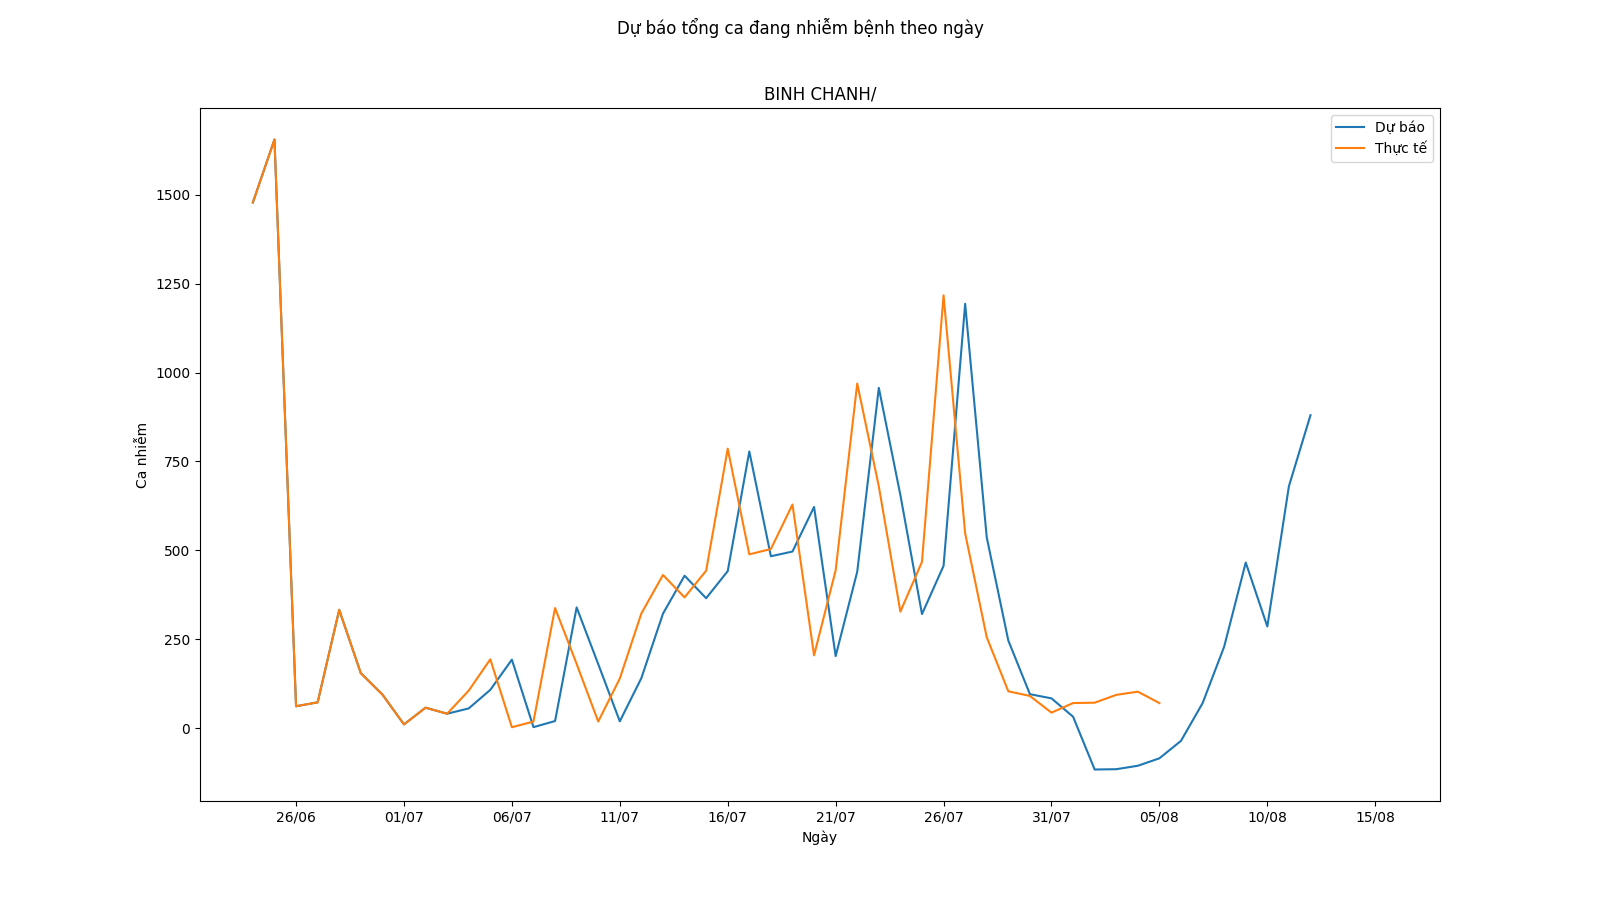 Dự báo tổng ca đang nhiễm bệnh theo ngày
BINH CHANH/
Dự báo
Thực tế
1500
1250
1000
750
500
250
0
Ca nhiễm
26/06 01/07 06/07 11/07 16/07 21/07 26/07 31/07 05/08 10/08 15/08
Ngày